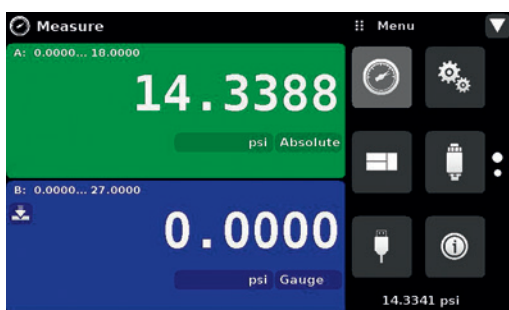 Measure
Menu
A: 0.0000... 18.0000
14.3388
psi Absolute
B: 0.0000... 27.0000
0.0000
psi Gauge
14.3341 psi